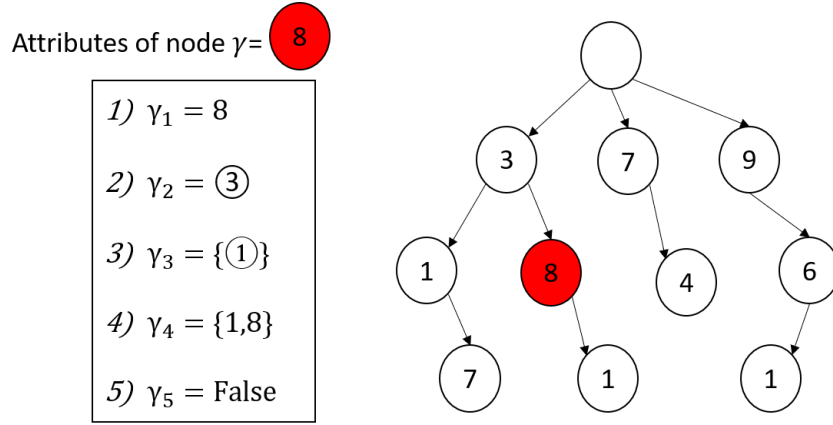 Attributes of node γ= 8
1) γ₁ = 8
2) γ₂ = ③
3) γ₃ = {①}
4) γ₄ = {1,8}
5) γ₅ = False
3 7 9
1 8 4 6
7 1 1